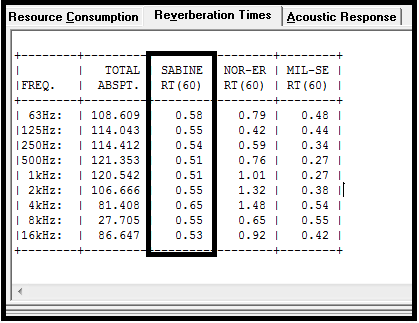 Resource Consumption Reverberation Times Acoustic Response
+--------+----------+--------+--------+--------+
| | TOTAL SABINE NOR-ER | MIL-SE |
|FREQ. | ABSPT. RT(60) RT(60) | RT(60) |
+--------+----------+--------+--------+--------+
| 63Hz: | 108.609 0.58 0.79 | 0.48 |
|125Hz: | 114.043 0.55 0.42 | 0.44 |
|250Hz: | 114.412 0.54 0.59 | 0.34 |
|500Hz: | 121.353 0.51 0.76 | 0.27 |
| 1kHz: | 120.542 0.51 1.01 | 0.27 |
| 2kHz: | 106.666 0.55 1.32 | 0.38 |
| 4kHz: | 81.408 0.65 1.48 | 0.54 |
| 8kHz: | 27.705 0.55 0.65 | 0.55 |
|16kHz: | 86.647 0.53 0.92 | 0.42 |
+--------+----------+--------+--------+--------+